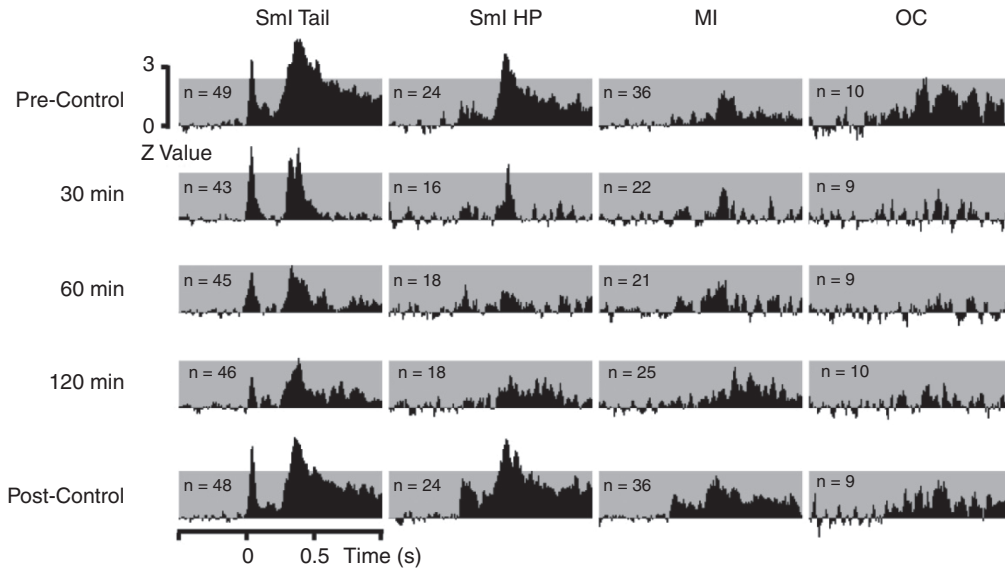 SmI Tail SmI HP MI OC
3
Pre-Control n = 49 n = 24 n = 36 n = 10
0
Z Value
30 min n = 43 n = 16 n = 22 n = 9
60 min n = 45 n = 18 n = 21 n = 9
120 min n = 46 n = 18 n = 25 n = 10
Post-Control n = 48 n = 24 n = 36 n = 9
0 0.5 Time (s)